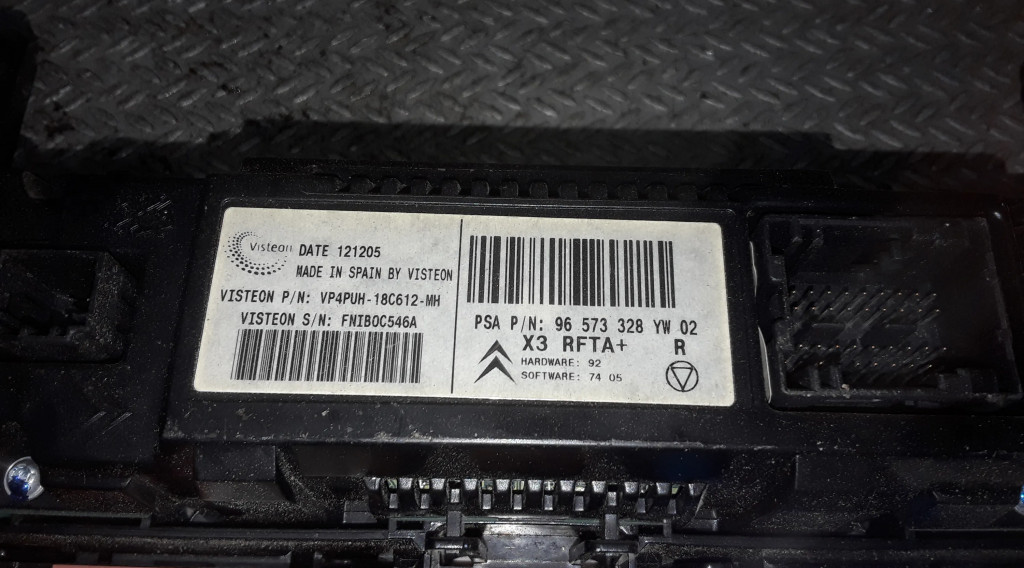 Visteon
DATE 121205
MADE IN SPAIN BY VISTEON
VISTEON P/N: VP4PUH-18C612-MH
VISTEON S/N: FNIBOC546A
PSA P/N: 96 573 328 YW 02
X3 RFTA+ R
HARDWARE: 92
SOFTWARE: 74 05